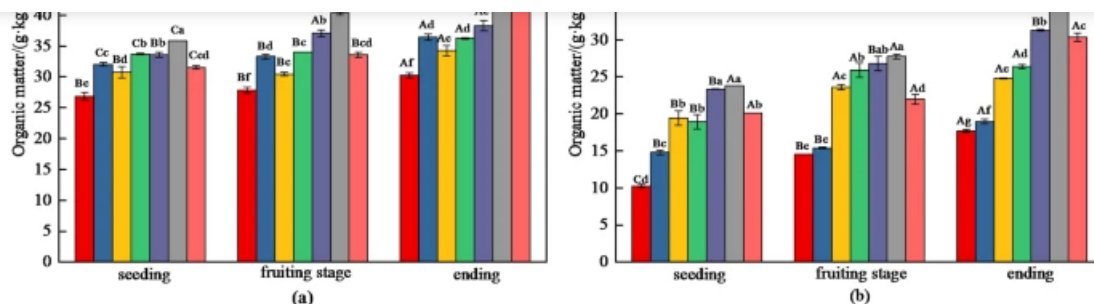 Organic matter/(g·kg
40
35
30
25
20
15
10
5
0
Bc Cc Bd Cb Bb Ca Ccd
Bf Bd Be Bc Ab Bcd
Af Ad Ae Ad Ac
seeding fruiting stage ending
(a)
Organic matter/(g·kg
30
25
20
15
10
5
0
Cd Bc Bb Bb Ba Aa Ab
Be Be Ac Ab Bab Aa Ad
Ag Af Ae Ad Bb Ac
seeding fruiting stage ending
(b)